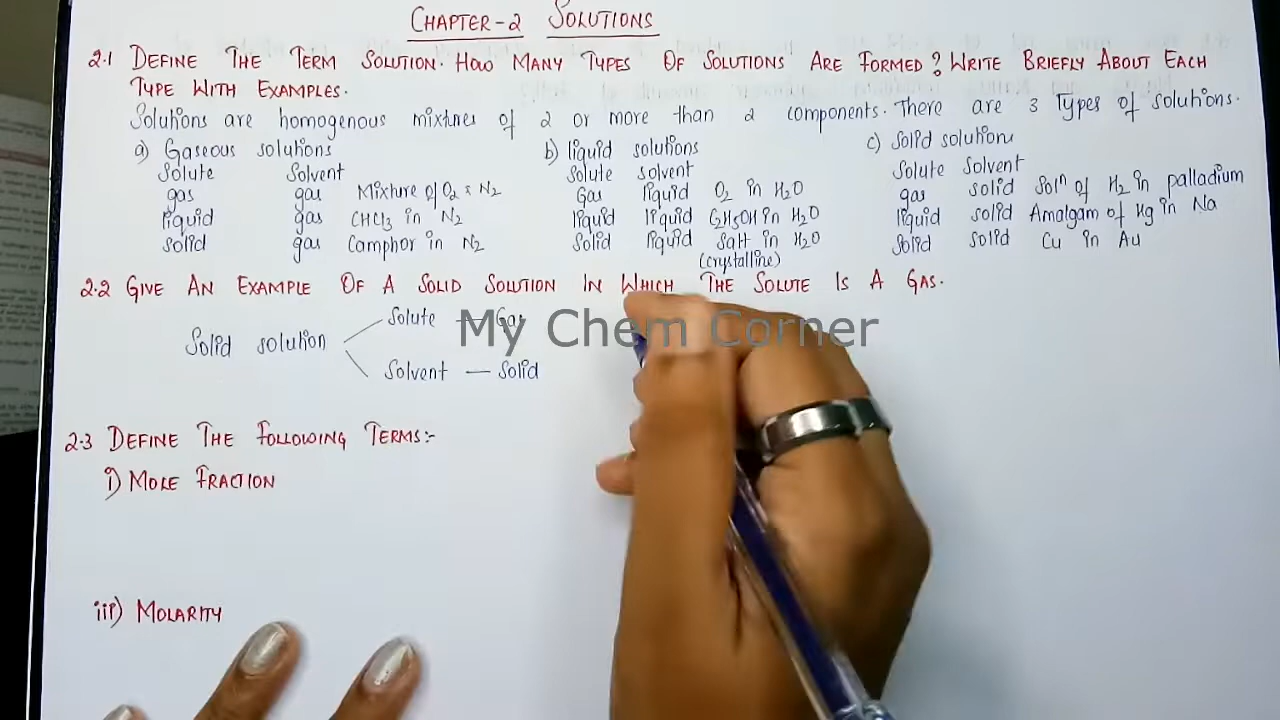 CHAPTER-2 SOLUTIONS
2.1 DEFINE THE TERM SOLUTION. HOW MANY TYPES OF SOLUTIONS ARE FORMED? WRITE BRIEFLY ABOUT EACH
TYPE WITH EXAMPLES.
Solutions are homogenous mixtures of 2 or more than 2 components. There are 3 Types of solutions.
a) Gaseous solutions
Solute Solvent
gas gas Mixture of O2 & N2
liquid gas CHCl3 in N2
solid gas Camphor in N2
b) liquid solutions
Solute solvent
Gas liquid O2 in H2O
liquid liquid C2H5OH in H2O
Solid liquid Salt in H2O
(crystalline)
c) Solid solutions
Solute Solvent
gas solid Soln of H2 in palladium
liquid solid Amalgam of Hg in Na
Solid solid Cu in Au
2.2 GIVE AN EXAMPLE OF A SOLID SOLUTION IN WHICH THE SOLUTE IS A GAS.
Solid solution
Solute — Gas
Solvent — Solid
My Chem Corner
2.3 DEFINE THE FOLLOWING TERMS:-
i) MOLE FRACTION
iii) MOLARITY